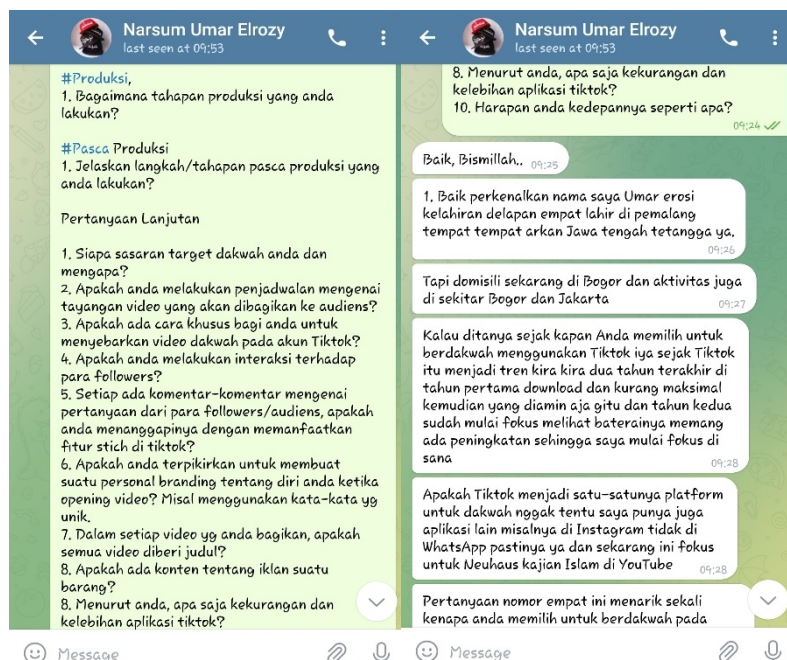 Narsum Umar Elrozy
last seen at 09:53
#Produksi,
1. Bagaimana tahapan produksi yang anda
lakukan?
#Pasca Produksi
1. Jelaskan langkah/tahapan pasca produksi yang
anda lakukan?
Pertanyaan Lanjutan
1. Siapa sasaran target dakwah anda dan
mengapa?
2. Apakah anda melakukan penjadwalan mengenai
tayangan video yang akan dibagikan ke audiens?
3. Apakah ada cara khusus bagi anda untuk
menyebarkan video dakwah pada akun Tiktok?
4. Apakah anda melakukan interaksi terhadap
para followers?
5. Setiap ada komentar-komentar mengenai
pertanyaan dari para followers/audiens, apakah
anda menanggapinya dengan memanfaatkan
fitur stich di tiktok?
6. Apakah anda terpikirkan untuk membuat
suatu personal branding tentang diri anda ketika
opening video? Misal menggunakan kata-kata yg
unik.
7. Dalam setiap video yg anda bagikan, apakah
semua video diberi judul?
8. Apakah ada konten tentang iklan suatu
barang?
8. Menurut anda, apa saja kekurangan dan
kelebihan aplikasi tiktok?
Message
Narsum Umar Elrozy
last seen at 09:53
8. Menurut anda, apa saja kekurangan dan
kelebihan aplikasi tiktok?
10. Harapan anda kedepannya seperti apa?
09:24
Baik, Bismillah.. 09:25
1. Baik perkenalkan nama saya Umar erosi
kelahiran delapan empat lahir di pemalang
tempat tempat arkan Jawa tengah tetangga ya.
09:26
Tapi domisili sekarang di Bogor dan aktivitas juga
di sekitar Bogor dan Jakarta 09:27
Kalau ditanya sejak kapan Anda memilih untuk
berdakwah menggunakan Tiktok iya sejak Tiktok
itu menjadi tren kira kira dua tahun terakhir di
tahun pertama download dan kurang maksimal
kemudian yang diamin aja gitu dan tahun kedua
sudah mulai fokus melihat baterainya memang
ada peningkatan sehingga saya mulai fokus di
sana 09:28
Apakah Tiktok menjadi satu-satunya platform
untuk dakwah nggak tentu saya punya juga
aplikasi lain misalnya di Instagram tidak di
WhatsApp pastinya ya dan sekarang ini fokus
untuk Neuhaus kajian Islam di YouTube 09:28
Pertanyaan nomor empat ini menarik sekali
kenapa anda memilih untuk berdakwah pada
Message